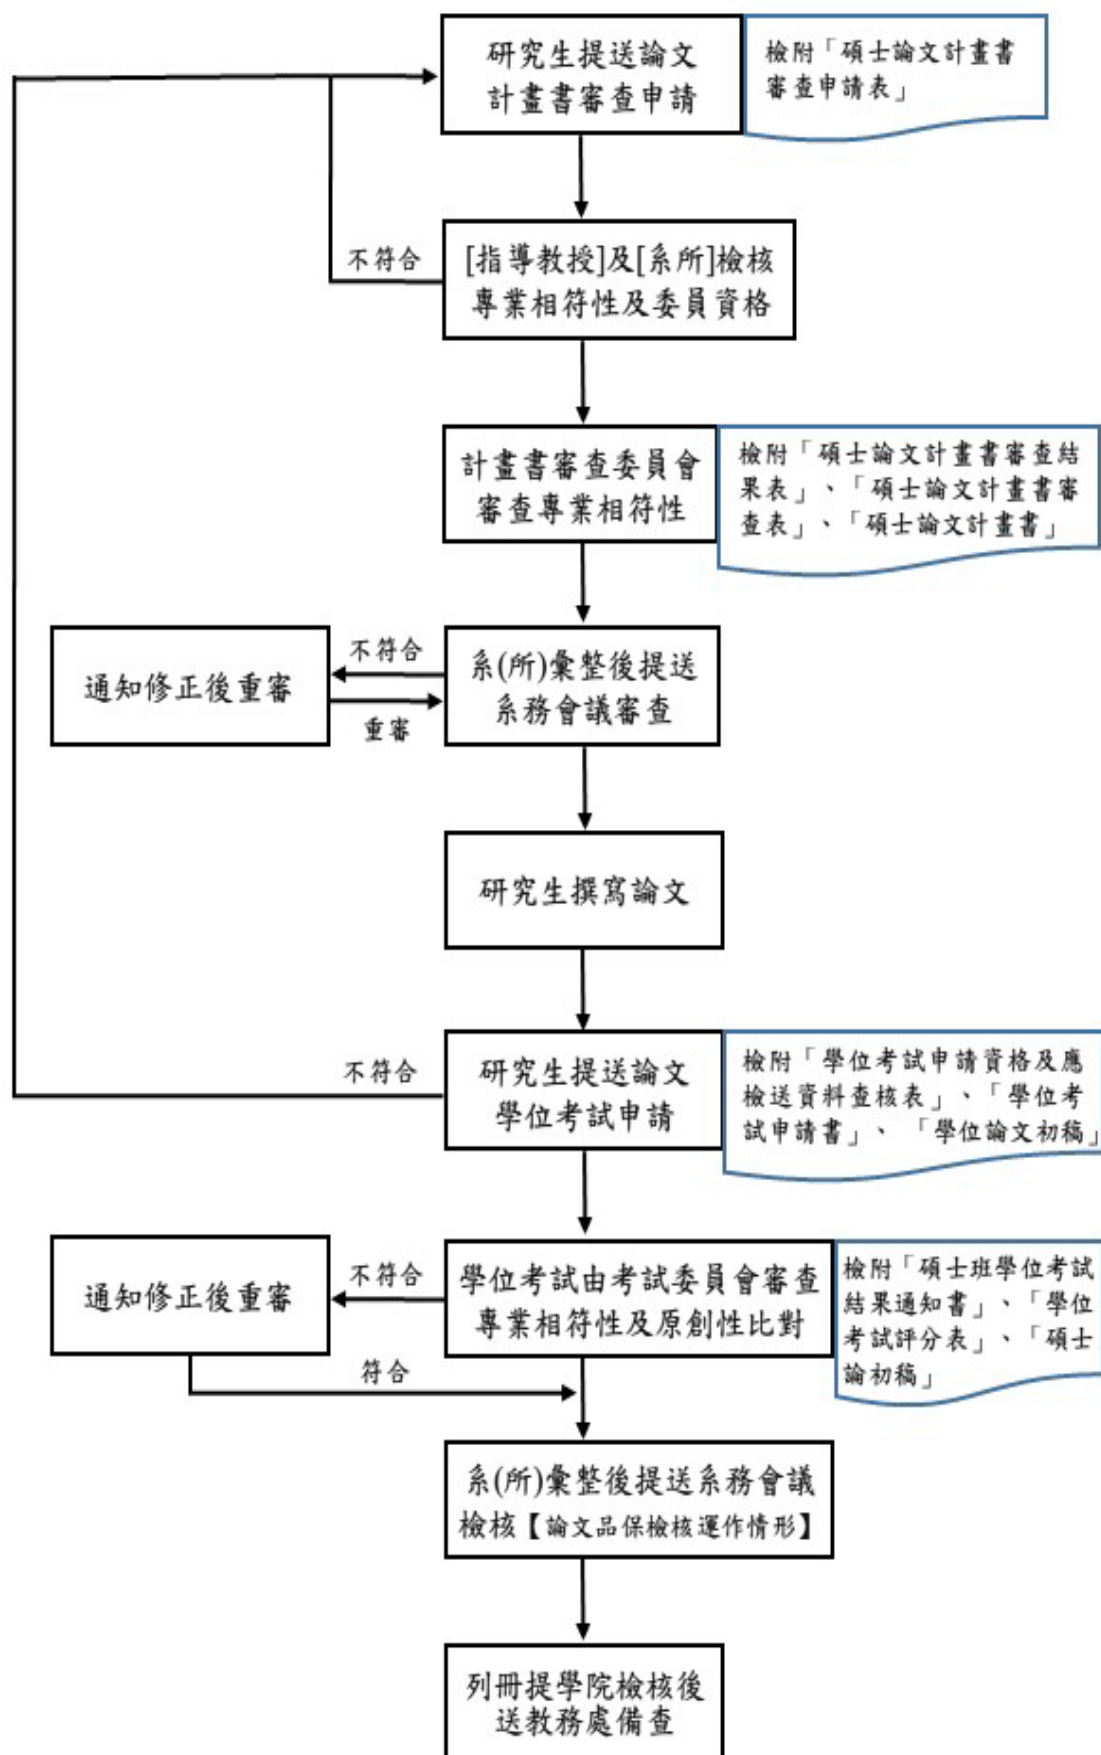 研究生提送論文
計畫書審查申請
檢附「碩士論文計畫書
審查申請表」
不符合
[指導教授]及[系所]檢核
專業相符性及委員資格
計畫書審查委員會
審查專業相符性
檢附「碩士論文計畫書審查結
果表」、「碩士論文計畫書審
查表」、「碩士論文計畫書」
通知修正後重審
不符合
重審
系(所)彙整後提送
系務會議審查
研究生撰寫論文
不符合
研究生提送論文
學位考試申請
檢附「學位考試申請資格及應
檢送資料查核表」、「學位考
試申請書」、「學位論文初稿」
通知修正後重審
不符合
符合
學位考試由考試委員會審查
專業相符性及原創性比對
檢附「碩士班學位考試
結果通知書」、「學位
考試評分表」、「碩士
論初稿」
系(所)彙整後提送系務會議
檢核【論文品保檢核運作情形】
列冊提學院檢核後
送教務處備查